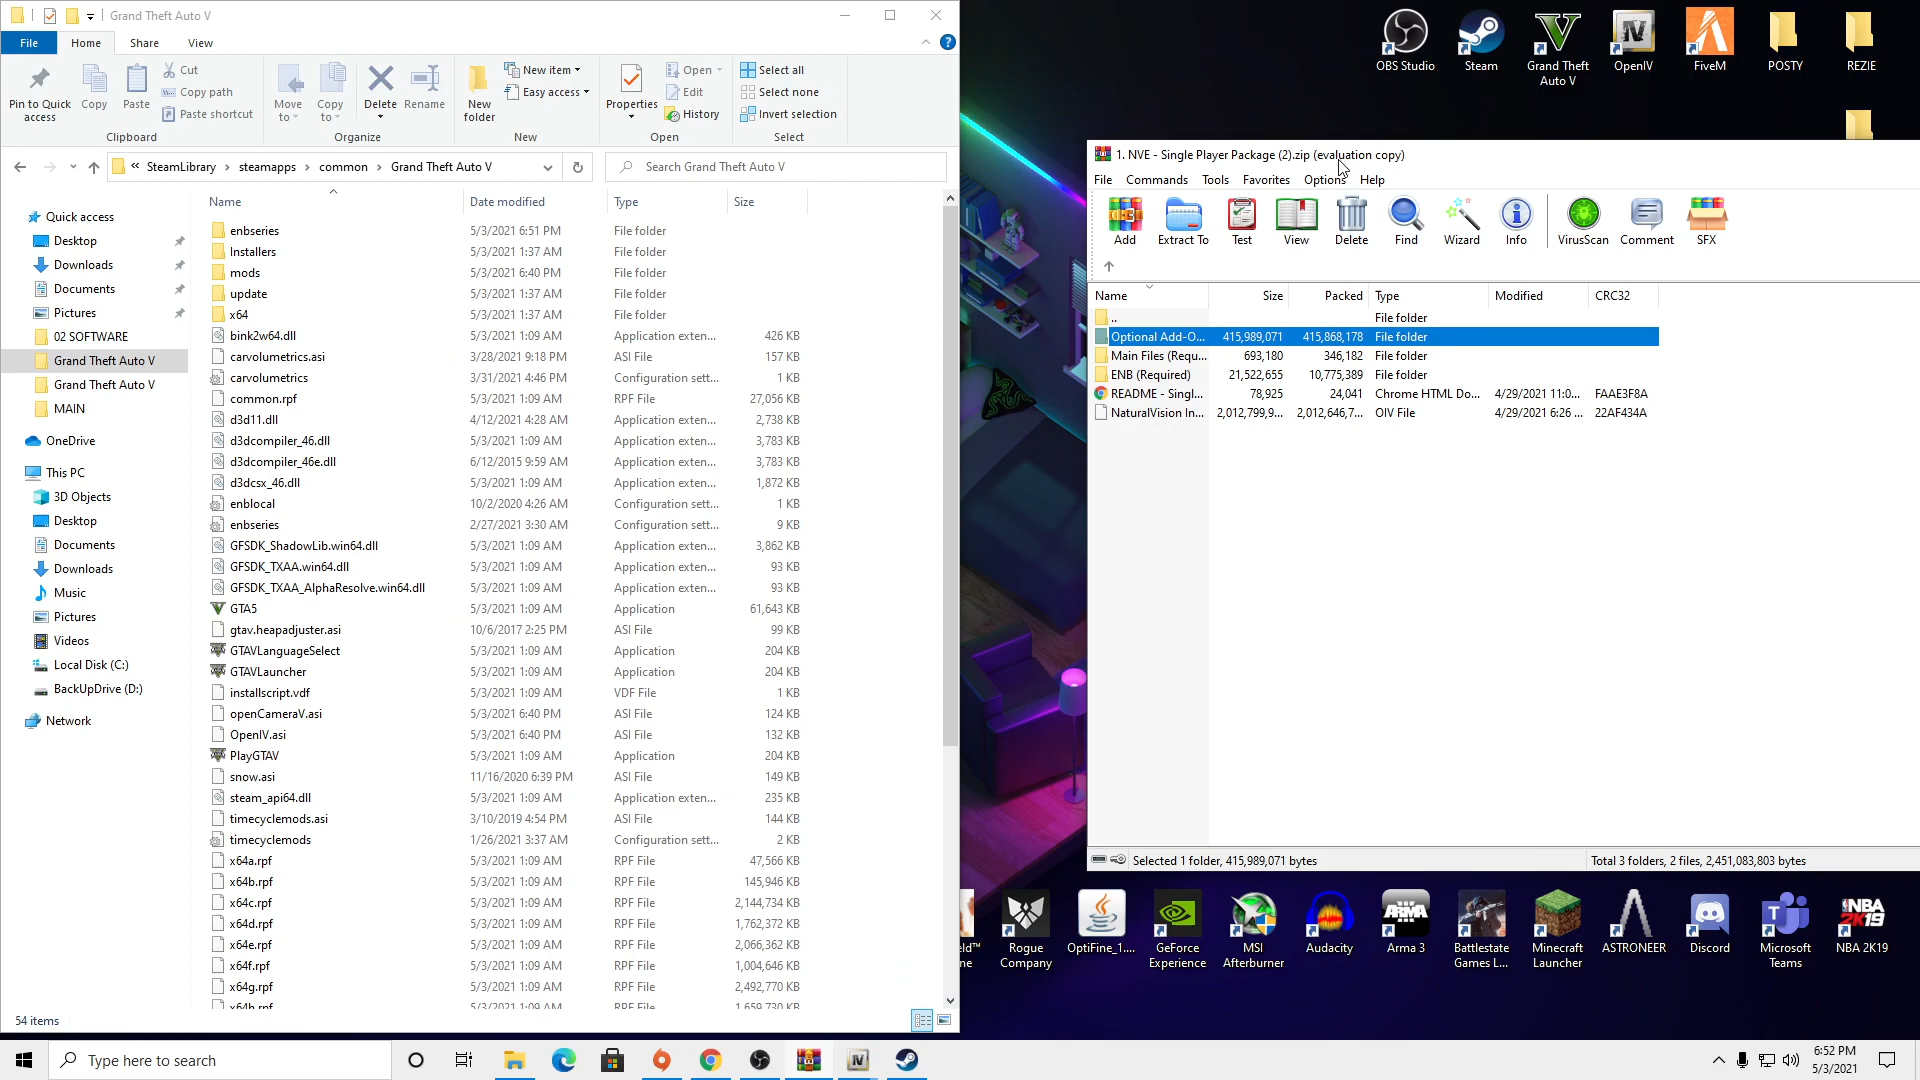 Grand Theft Auto V
File Home Share View
Pin to Quick access
Copy
Paste
Cut
Copy path
Paste shortcut
Clipboard
Move to
Copy to
Delete
Rename
Organize
New folder
New item
Easy access
New
Properties
Open
Edit
History
Open
Select all
Select none
Invert selection
Select
« SteamLibrary › steamapps › common › Grand Theft Auto V
Search Grand Theft Auto V
Quick access
Desktop
Downloads
Documents
Pictures
02 SOFTWARE
Grand Theft Auto V
Grand Theft Auto V
MAIN
OneDrive
This PC
3D Objects
Desktop
Documents
Downloads
Music
Pictures
Videos
Local Disk (C:)
BackUpDrive (D:)
Network
Name Date modified Type Size
enbseries 5/3/2021 6:51 PM File folder
Installers 5/3/2021 1:37 AM File folder
mods 5/3/2021 6:40 PM File folder
update 5/3/2021 1:37 AM File folder
x64 5/3/2021 1:37 AM File folder
bink2w64.dll 5/3/2021 1:09 AM Application exten... 426 KB
carvolumetrics.asi 3/28/2021 9:18 PM ASI File 157 KB
carvolumetrics 3/31/2021 4:46 PM Configuration sett... 1 KB
common.rpf 5/3/2021 1:09 AM RPF File 27,056 KB
d3d11.dll 4/12/2021 4:28 AM Application exten... 2,738 KB
d3dcompiler_46.dll 5/3/2021 1:09 AM Application exten... 3,783 KB
d3dcompiler_46e.dll 6/12/2015 9:59 AM Application exten... 3,783 KB
d3dcsx_46.dll 5/3/2021 1:09 AM Application exten... 1,872 KB
enblocal 10/2/2020 4:26 AM Configuration sett... 1 KB
enbseries 2/27/2021 3:30 AM Configuration sett... 9 KB
GFSDK_ShadowLib.win64.dll 5/3/2021 1:09 AM Application exten... 3,862 KB
GFSDK_TXAA.win64.dll 5/3/2021 1:09 AM Application exten... 93 KB
GFSDK_TXAA_AlphaResolve.win64.dll 5/3/2021 1:09 AM Application exten... 93 KB
GTA5 5/3/2021 1:09 AM Application 61,643 KB
gtav.heapadjuster.asi 10/6/2017 2:25 PM ASI File 99 KB
GTAVLanguageSelect 5/3/2021 1:09 AM Application 204 KB
GTAVLauncher 5/3/2021 1:09 AM Application 204 KB
installscript.vdf 5/3/2021 1:09 AM VDF File 1 KB
openCameraV.asi 5/3/2021 6:40 PM ASI File 124 KB
OpenIV.asi 5/3/2021 6:40 PM ASI File 132 KB
PlayGTAV 5/3/2021 1:09 AM Application 204 KB
snow.asi 11/16/2020 6:39 PM ASI File 149 KB
steam_api64.dll 5/3/2021 1:09 AM Application exten... 235 KB
timecyclemods.asi 3/10/2019 4:54 PM ASI File 144 KB
timecyclemods 1/26/2021 3:37 AM Configuration sett... 2 KB
x64a.rpf 5/3/2021 1:09 AM RPF File 47,566 KB
x64b.rpf 5/3/2021 1:09 AM RPF File 145,946 KB
x64c.rpf 5/3/2021 1:09 AM RPF File 2,144,734 KB
x64d.rpf 5/3/2021 1:09 AM RPF File 1,762,372 KB
x64e.rpf 5/3/2021 1:09 AM RPF File 2,066,362 KB
x64f.rpf 5/3/2021 1:09 AM RPF File 1,004,646 KB
x64g.rpf 5/3/2021 1:09 AM RPF File 2,492,770 KB
x64h.rpf 5/3/2021 1:09 AM RPF File 1,659,730 KB
54 items
OBS Studio
Steam
Grand Theft Auto V
OpenIV
FiveM
POSTY
REZIE
1. NVE - Single Player Package (2).zip (evaluation copy)
File Commands Tools Favorites Options Help
Add Extract To Test View Delete Find Wizard Info VirusScan Comment SFX
Name Size Packed Type Modified CRC32
.. File folder
Optional Add-O... 415,989,071 415,868,178 File folder
Main Files (Requ... 693,180 346,182 File folder
ENB (Required) 21,522,655 10,775,389 File folder
README - Singl... 78,925 24,041 Chrome HTML Do... 4/29/2021 11:0... FAAE3F8A
NaturalVision In... 2,012,799,9... 2,012,646,7... OIV File 4/29/2021 6:26 ... 22AF434A
Selected 1 folder, 415,989,071 bytes
Total 3 folders, 2 files, 2,451,083,803 bytes
Rogue Company
OptiFine_1....
GeForce Experience
MSI Afterburner
Audacity
ARMA
Arma 3
Battlestate Games L...
Minecraft Launcher
ASTRONEER
Discord
Microsoft Teams
NBA 2K19
NBA 2K19
Type here to search
6:52 PM
5/3/2021